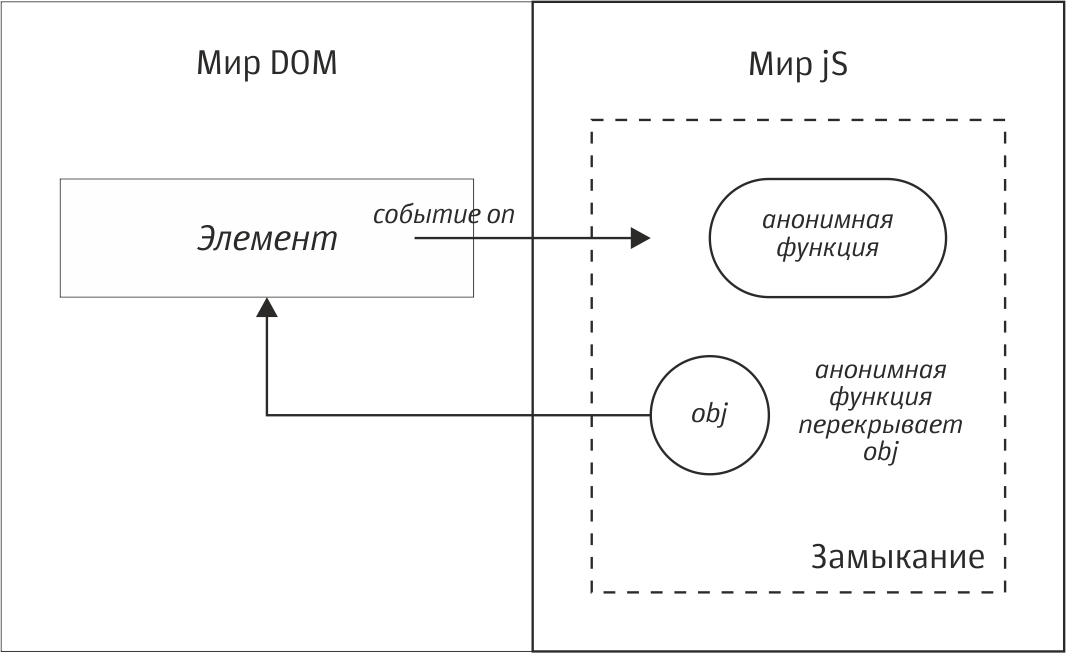 Мир DOM
Мир jS
событие on
Элемент
анонимная
функция
obj
анонимная
функция
перекрывает
obj
Замыкание